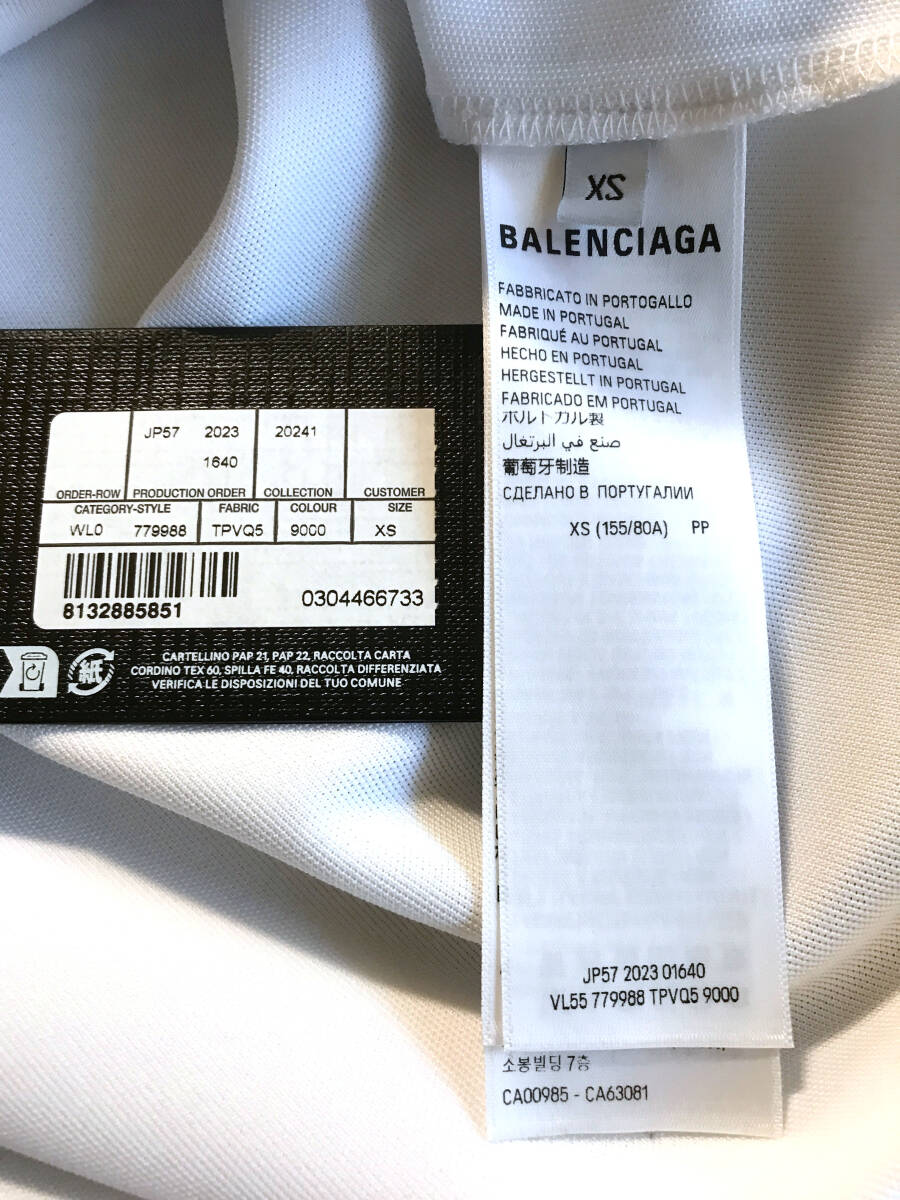 XS
BALENCIAGA
FABBRICATO IN PORTOGALLO
MADE IN PORTUGAL
FABRIQUÉ AU PORTUGAL
HECHO EN PORTUGAL
HERGESTELLT IN PORTUGAL
FABRICADO EM PORTUGAL
ポルトガル製
صنع في البرتغال
葡萄牙制造
СДЕЛАНО В ПОРТУГАЛИИ
XS (155/80A) PP
JP57 2023 01640
VL55 779988 TPVQ5 9000
소봉빌딩 7층
CA00985 - CA63081
JP57 2023 20241
1640
ORDER-ROW PRODUCTION ORDER COLLECTION CUSTOMER
CATEGORY-STYLE FABRIC COLOUR SIZE
WL0 779988 TPVQ5 9000 XS
8132885851 0304466733
紙
CARTELLINO PAP 21, PAP 22, RACCOLTA CARTA
CORDINO TEX 60, SPILLA FE 40, RACCOLTA DIFFERENZIATA
VERIFICA LE DISPOSIZIONI DEL TUO COMUNE